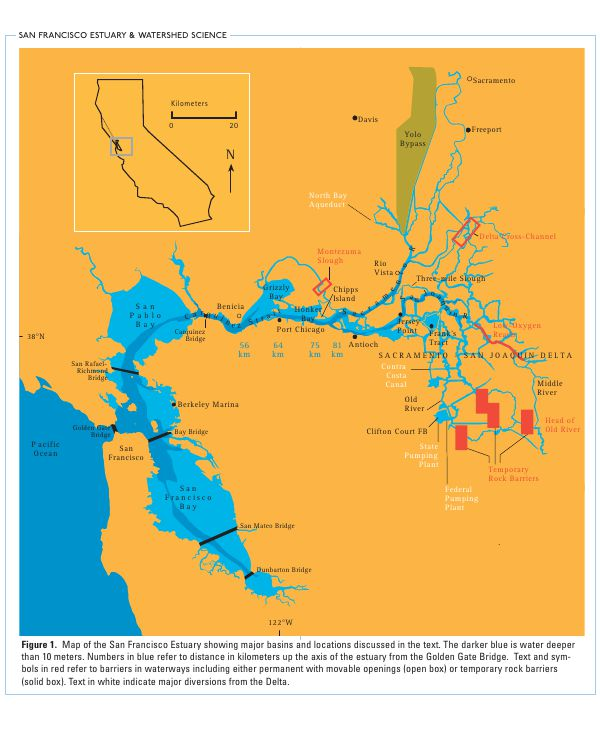 SAN FRANCISCO ESTUARY & WATERSHED SCIENCE
Sacramento
Kilometers
0 20
N
Davis
Freeport
Yolo
Bypass
North Bay
Aqueduct
Delta Cross-Channel
Montezuma
Slough
Rio
Vista
Three-mile Slough
Grizzly
Bay
Chipps
Island
San
Pablo
Bay
Benicia
Honker
Bay
Carquinez Strait
Sacramento R.
San Joaquin R.
Carquinez
Bridge
Port Chicago
Jersey
Point
Frank's
Tract
Low-Oxygen
Region
38°N
56
km
64
km
75
km
81
km
Antioch
SACRAMENTO - SAN JOAQUIN DELTA
San Rafael-
Richmond
Bridge
Contra
Costa
Canal
Middle
River
Old
River
Berkeley Marina
Golden Gate
Bridge
Bay Bridge
Clifton Court FB
Head of
Old River
Pacific
Ocean
San
Francisco
State
Pumping
Plant
Temporary
Rock Barriers
San
Francisco
Bay
Federal
Pumping
Plant
San Mateo Bridge
Dunbarton Bridge
122°W
Figure 1. Map of the San Francisco Estuary showing major basins and locations discussed in the text. The darker blue is water deeper
than 10 meters. Numbers in blue refer to distance in kilometers up the axis of the estuary from the Golden Gate Bridge. Text and sym-
bols in red refer to barriers in waterways including either permanent with movable openings (open box) or temporary rock barriers
(solid box). Text in white indicate major diversions from the Delta.